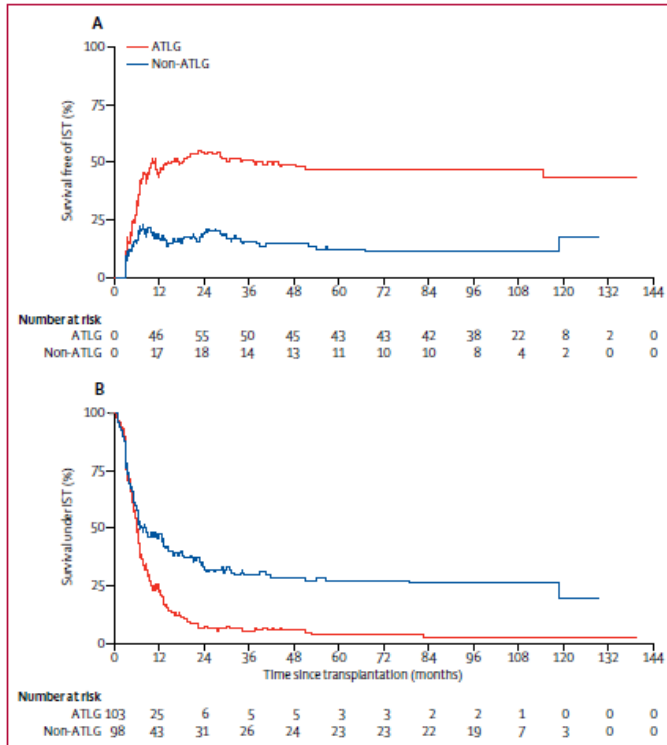 A
ATLG
Non-ATLG
100
75
50
25
0
Survival free of IST (%)
0 12 24 36 48 60 72 84 96 108 120 132 144
Number at risk
ATLG 0 46 55 50 45 43 43 42 38 22 8 2 0
Non-ATLG 0 17 18 14 13 11 10 10 8 4 2 0 0
B
100
75
50
25
0
Survival under IST (%)
0 12 24 36 48 60 72 84 96 108 120 132 144
Time since transplantation (months)
Number at risk
ATLG 103 25 6 5 5 3 3 2 2 1 0 0 0
Non-ATLG 98 43 31 26 24 23 23 22 19 7 3 0 0